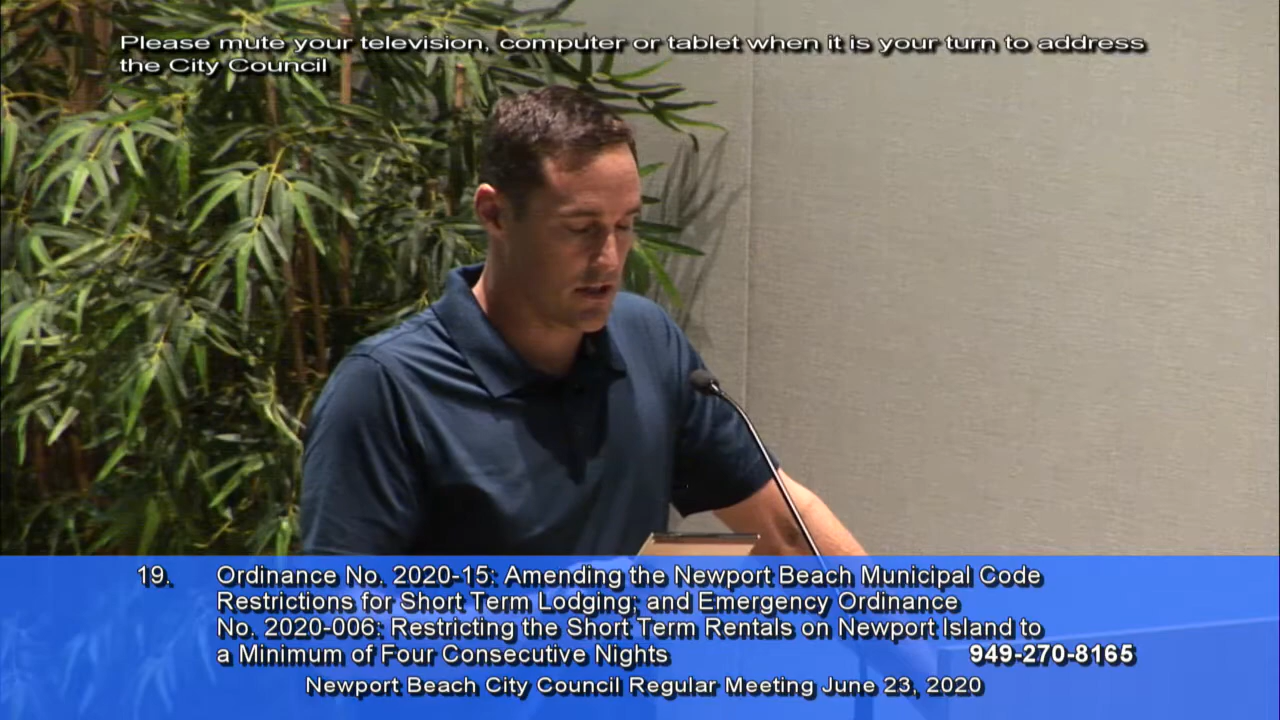 Please mute your television, computer or tablet when it is your turn to address
the City Council
19. Ordinance No. 2020-15: Amending the Newport Beach Municipal Code
Restrictions for Short Term Lodging; and Emergency Ordinance
No. 2020-006: Restricting the Short Term Rentals on Newport Island to
a Minimum of Four Consecutive Nights 949-270-8165
Newport Beach City Council Regular Meeting June 23, 2020